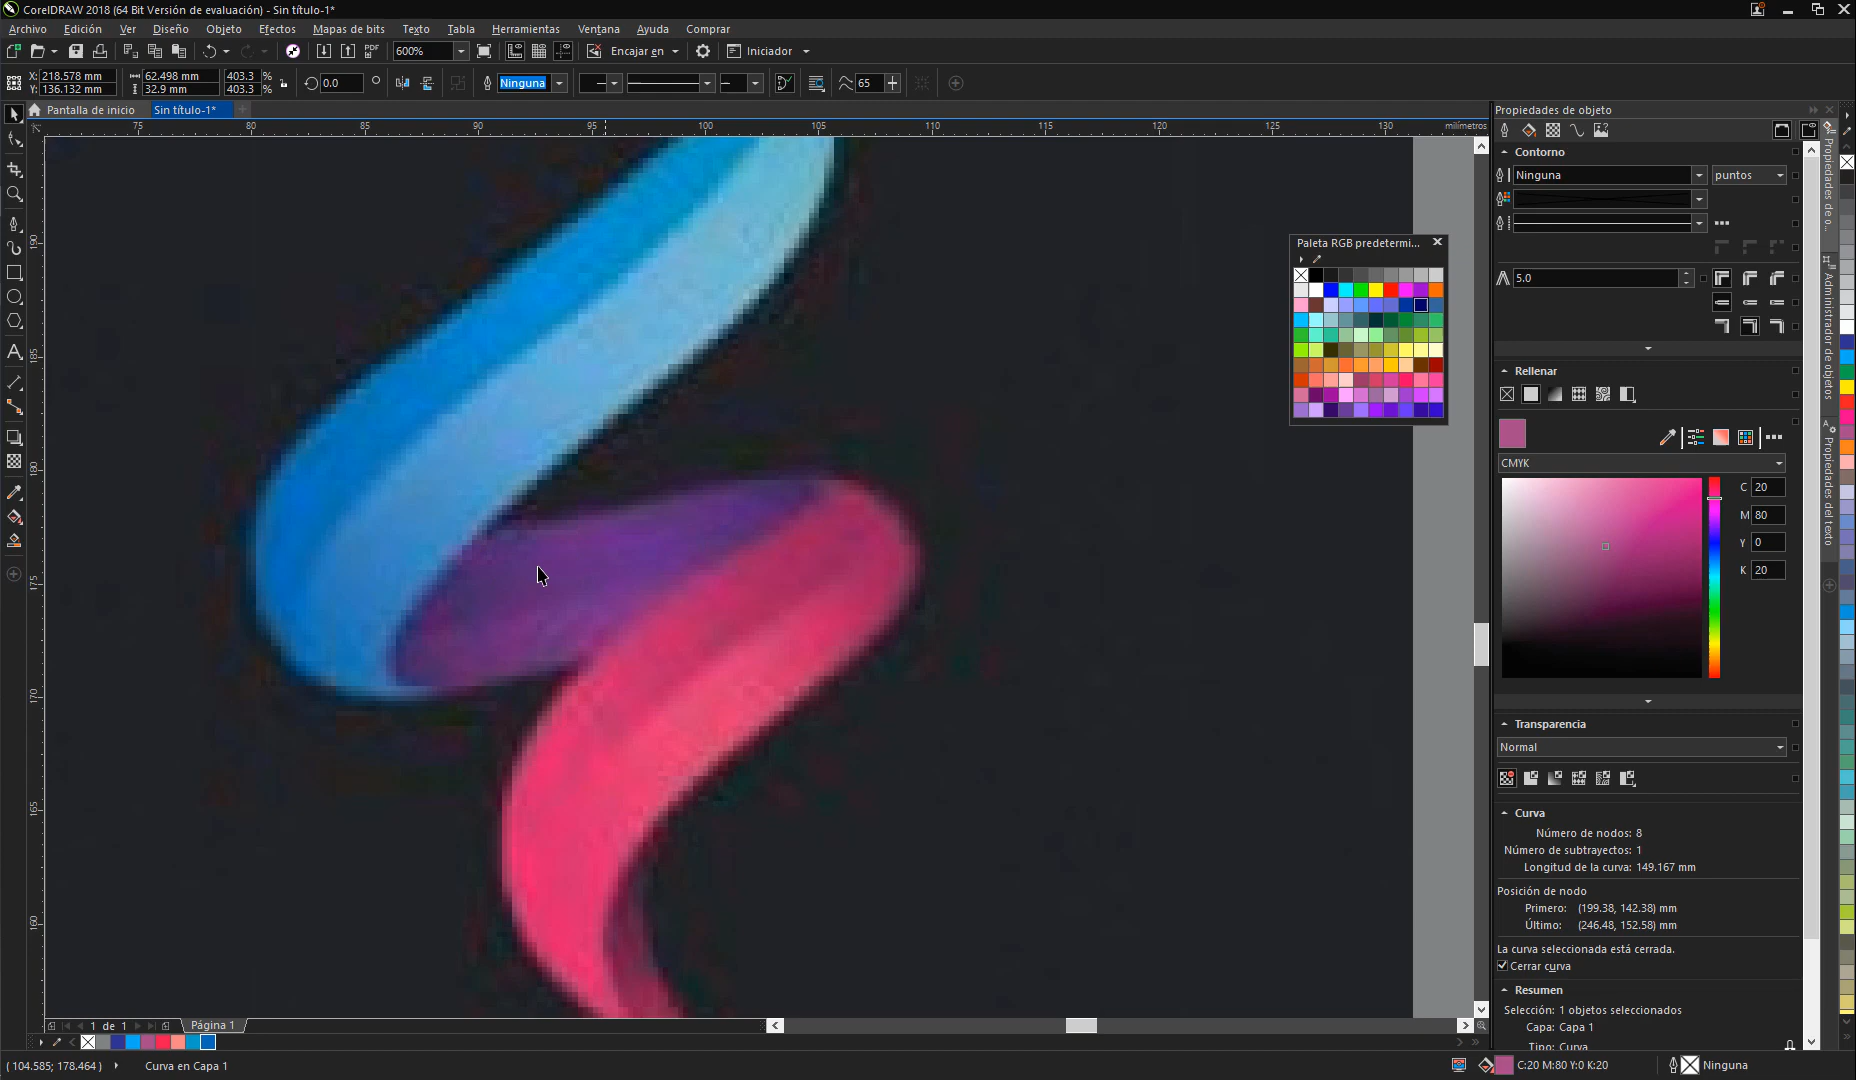 CorelDRAW 2018 (64 Bit Versión de evaluación) - Sin título-1*
Archivo Edición Ver Diseño Objeto Efectos Mapas de bits Texto Tabla Herramientas Ventana Ayuda Comprar
PDF 600% Encajar en Iniciador
X: 218.578 mm 62.498 mm 403.3 % 0.0 ° Ninguna 65
Y: 136.132 mm 32.9 mm 403.3 %
Pantalla de inicio Sin título-1*
75 80 85 90 95 100 105 110 115 120 125 130 milímetros
190
185
180
175
170
165
160
Paleta RGB predetermi...
Propiedades de objeto
Contorno
Ninguna puntos
5.0
Rellenar
CMYK
C 20
M 80
Y 0
K 20
Transparencia
Normal
Curva
Número de nodos: 8
Número de subtrayectos: 1
Longitud de la curva: 149.167 mm
Posición de nodo
Primero: (199.38, 142.38) mm
Último: (246.48, 152.58) mm
La curva seleccionada está cerrada.
Cerrar curva
Resumen
Selección: 1 objetos seleccionados
Capa: Capa 1
Tipo: Curva
Propiedades de o...
Administrador de objetos
Propiedades del texto
1 de 1 Página 1
( 104.585; 178.464 ) Curva en Capa 1 C:20 M:80 Y:0 K:20 Ninguna